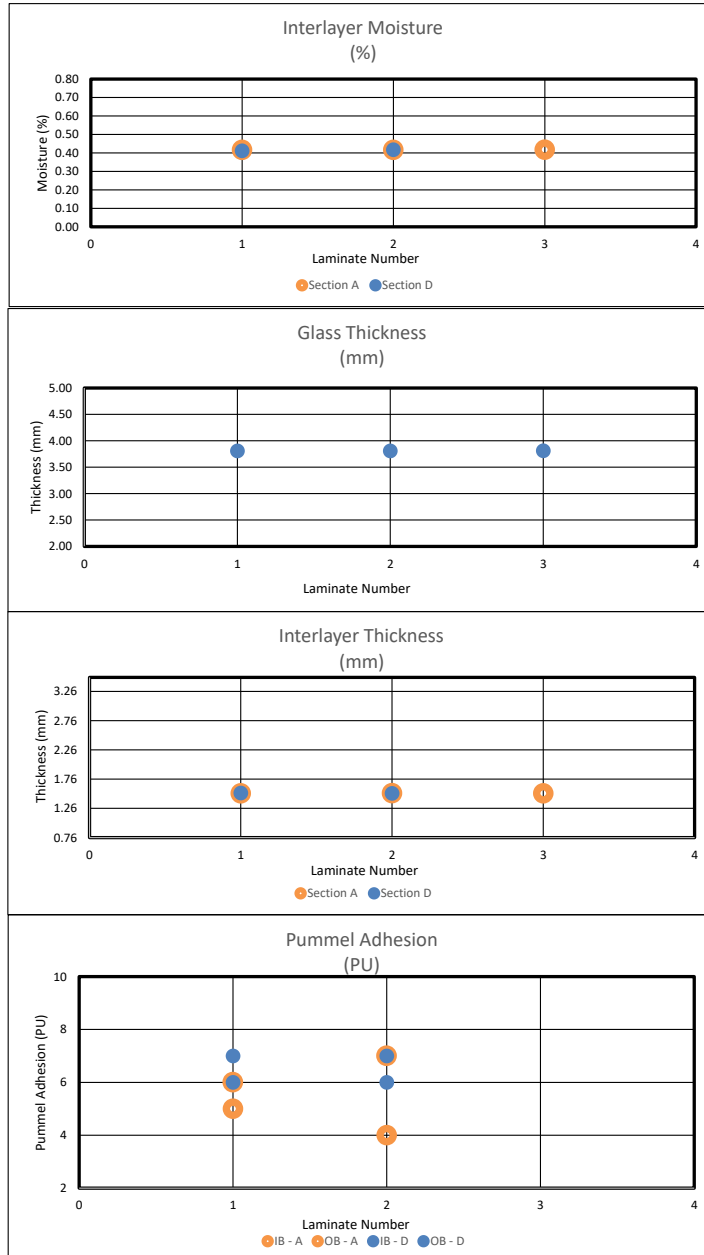 Interlayer Moisture
(%)
0.80
0.70
0.60
0.50
0.40
0.30
0.20
0.10
0.00
Moisture (%)
0 1 2 3 4
Laminate Number
Section A Section D
Glass Thickness
(mm)
5.00
4.50
4.00
3.50
3.00
2.50
2.00
Thickness (mm)
0 1 2 3 4
Laminate Number
Interlayer Thickness
(mm)
3.26
2.76
2.26
1.76
1.26
0.76
Thickness (mm)
0 1 2 3 4
Laminate Number
Section A Section D
Pummel Adhesion
(PU)
10
8
6
4
2
Pummel Adhesion (PU)
0 1 2 3 4
Laminate Number
IB - A OB - A IB - D OB - D